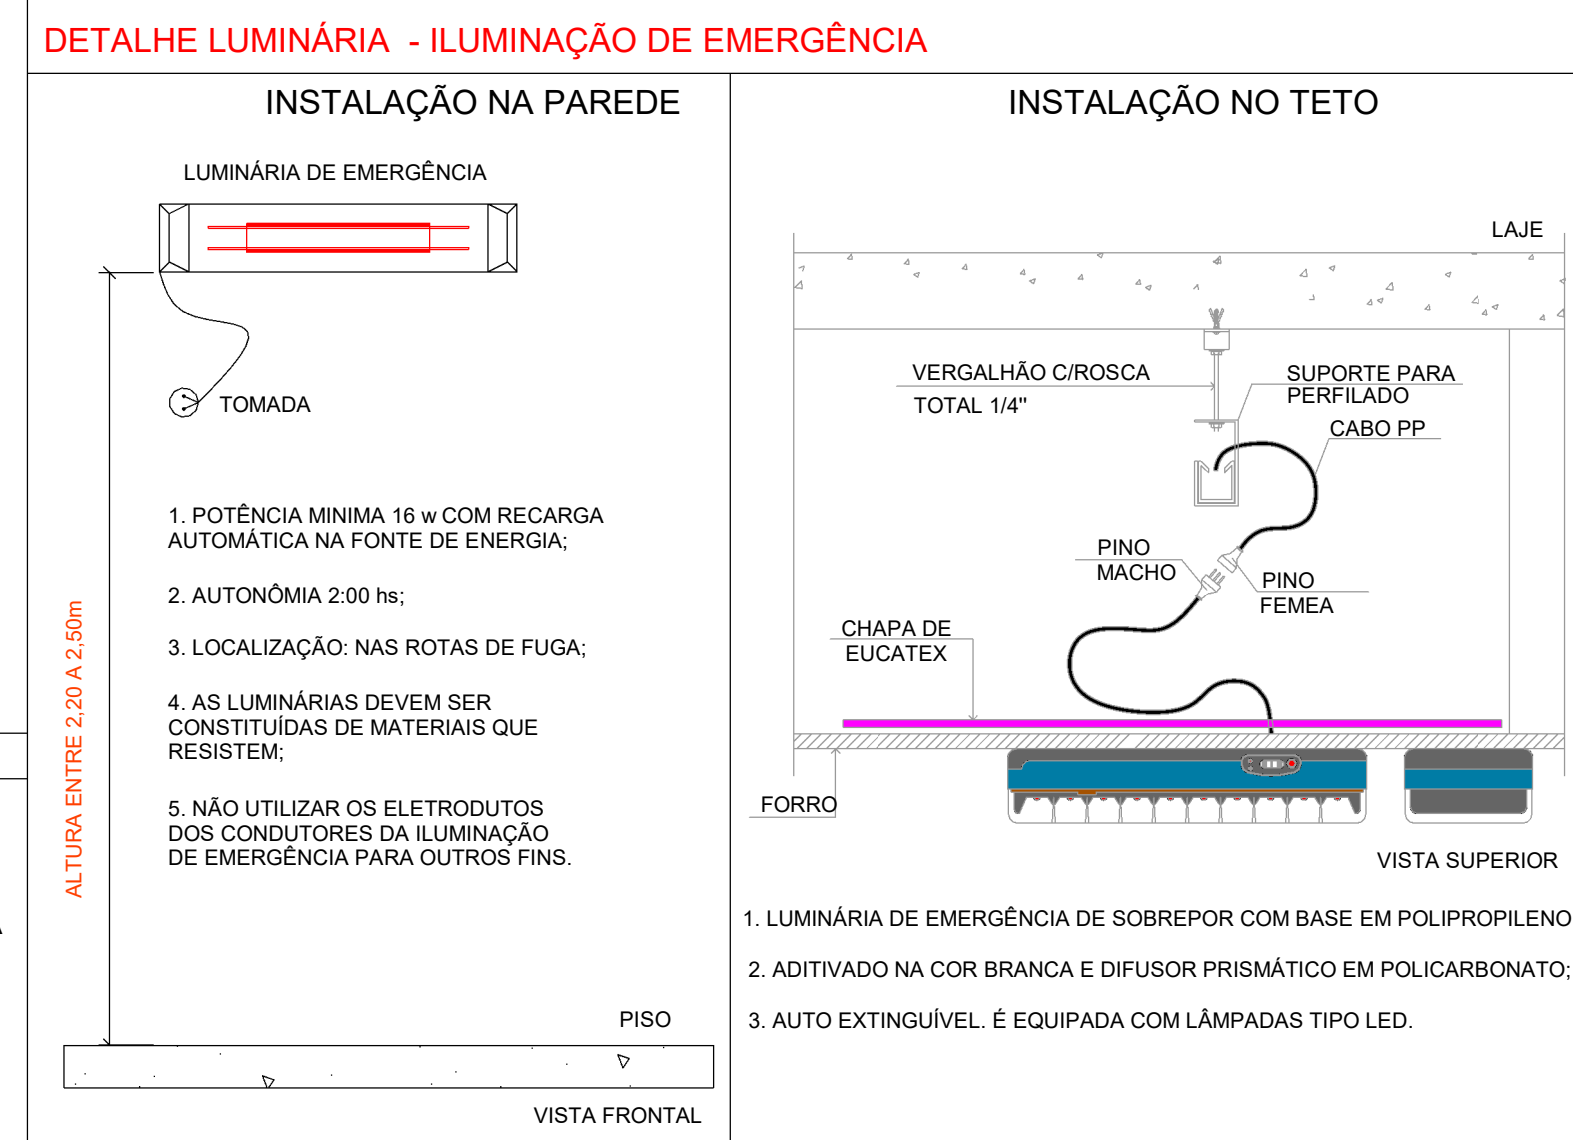 DETALHE LUMINÁRIA - ILUMINAÇÃO DE EMERGÊNCIA
INSTALAÇÃO NA PAREDE
LUMINÁRIA DE EMERGÊNCIA
TOMADA
1. POTÊNCIA MINIMA 16 w COM RECARGA
AUTOMÁTICA NA FONTE DE ENERGIA;
2. AUTONÔMIA 2:00 hs;
3. LOCALIZAÇÃO: NAS ROTAS DE FUGA;
4. AS LUMINÁRIAS DEVEM SER
CONSTITUÍDAS DE MATERIAIS QUE
RESISTEM;
5. NÃO UTILIZAR OS ELETRODUTOS
DOS CONDUTORES DA ILUMINAÇÃO
DE EMERGÊNCIA PARA OUTROS FINS.
ALTURA ENTRE 2,20 A 2,50m
PISO
VISTA FRONTAL
INSTALAÇÃO NO TETO
LAJE
VERGALHÃO C/ROSCA
TOTAL 1/4"
SUPORTE PARA
PERFILADO
CABO PP
PINO
MACHO
PINO
FEMEA
CHAPA DE
EUCATEX
FORRO
VISTA SUPERIOR
1. LUMINÁRIA DE EMERGÊNCIA DE SOBREPOR COM BASE EM POLIPROPILENO
2. ADITIVADO NA COR BRANCA E DIFUSOR PRISMÁTICO EM POLICARBONATO;
3. AUTO EXTINGUÍVEL. É EQUIPADA COM LÂMPADAS TIPO LED.